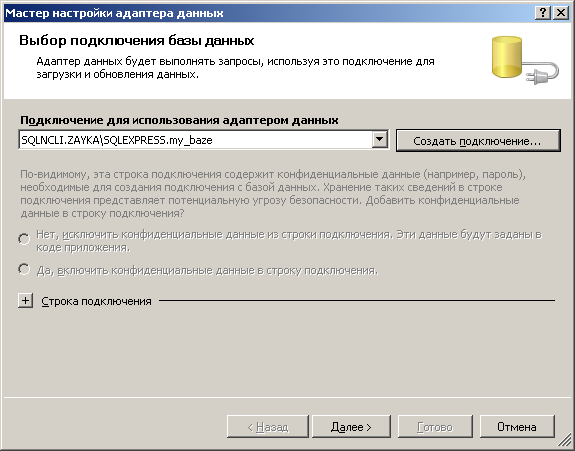 Мастер настройки адаптера данных
Выбор подключения базы данных
Адаптер данных будет выполнять запросы, используя это подключение для
загрузки и обновления данных.
Подключение для использования адаптером данных
SQLNCLI.ZAYKA\SQLEXPRESS.my_baze
Создать подключение...
По-видимому, эта строка подключения содержит конфиденциальные данные (например, пароль),
необходимые для создания подключения с базой данных. Хранение таких сведений в строке
подключения представляет потенциальную угрозу безопасности. Добавить конфиденциальные
данные в строку подключения?
Нет, исключить конфиденциальные данные из строки подключения. Эти данные будут заданы в
коде приложения.
Да, включить конфиденциальные данные в строку подключения.
Строка подключения
< Назад
Далее >
Готово
Отмена